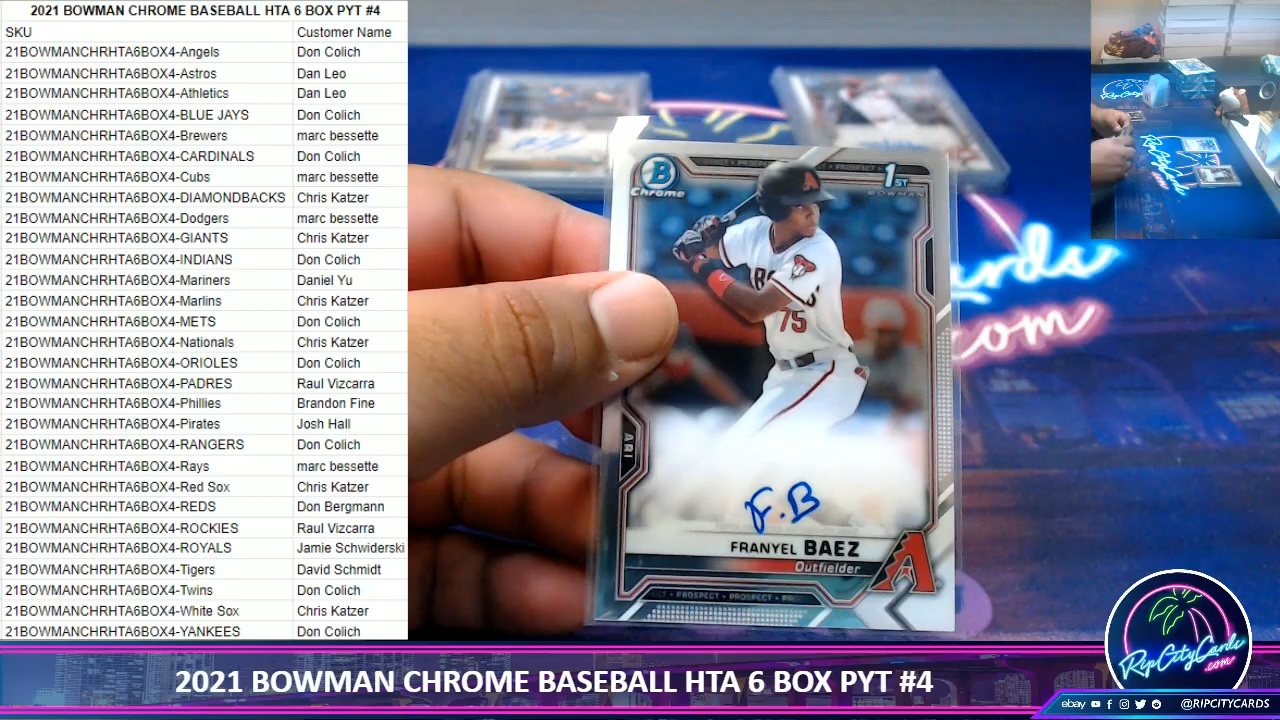 2021 BOWMAN CHROME BASEBALL HTA 6 BOX PYT #4
SKU Customer Name
21BOWMANCHRHTA6BOX4-Angels Don Colich
21BOWMANCHRHTA6BOX4-Astros Dan Leo
21BOWMANCHRHTA6BOX4-Athletics Dan Leo
21BOWMANCHRHTA6BOX4-BLUE JAYS Don Colich
21BOWMANCHRHTA6BOX4-Brewers marc bessette
21BOWMANCHRHTA6BOX4-CARDINALS Don Colich
21BOWMANCHRHTA6BOX4-Cubs marc bessette
21BOWMANCHRHTA6BOX4-DIAMONDBACKS Chris Katzer
21BOWMANCHRHTA6BOX4-Dodgers marc bessette
21BOWMANCHRHTA6BOX4-GIANTS Chris Katzer
21BOWMANCHRHTA6BOX4-INDIANS Don Colich
21BOWMANCHRHTA6BOX4-Mariners Daniel Yu
21BOWMANCHRHTA6BOX4-Marlins Chris Katzer
21BOWMANCHRHTA6BOX4-METS Don Colich
21BOWMANCHRHTA6BOX4-Nationals Chris Katzer
21BOWMANCHRHTA6BOX4-ORIOLES Don Colich
21BOWMANCHRHTA6BOX4-PADRES Raul Vizcarra
21BOWMANCHRHTA6BOX4-Phillies Brandon Fine
21BOWMANCHRHTA6BOX4-Pirates Josh Hall
21BOWMANCHRHTA6BOX4-RANGERS Don Colich
21BOWMANCHRHTA6BOX4-Rays marc bessette
21BOWMANCHRHTA6BOX4-Red Sox Chris Katzer
21BOWMANCHRHTA6BOX4-REDS Don Bergmann
21BOWMANCHRHTA6BOX4-ROCKIES Raul Vizcarra
21BOWMANCHRHTA6BOX4-ROYALS Jamie Schwiderski
21BOWMANCHRHTA6BOX4-Tigers David Schmidt
21BOWMANCHRHTA6BOX4-Twins Don Colich
21BOWMANCHRHTA6BOX4-White Sox Chris Katzer
21BOWMANCHRHTA6BOX4-YANKEES Don Colich
B
Chrome
PROSPECT
1ST
BOWMAN
A
75
ARI
F.B
FRANYEL BAEZ
Outfielder
PROSPECT • PROSPECT
ards
.com
RipCityCards
.com
2021 BOWMAN CHROME BASEBALL HTA 6 BOX PYT #4
ebay @RIPCITYCARDS